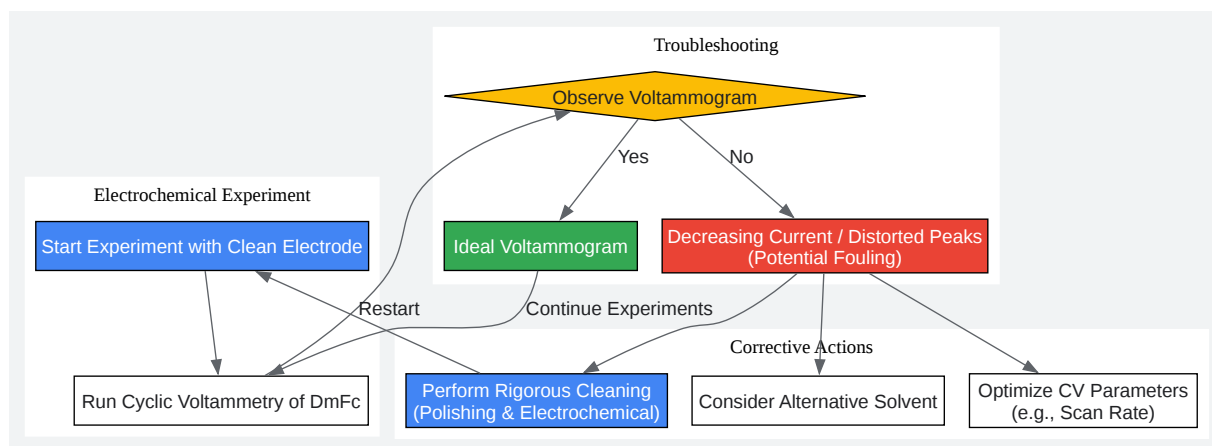 Troubleshooting
Observe Voltammogram
Yes
No
Electrochemical Experiment
Start Experiment with Clean Electrode
Ideal Voltammogram
Decreasing Current / Distorted Peaks
(Potential Fouling)
Restart
Continue Experiments
Corrective Actions
Run Cyclic Voltammetry of DmFc
Perform Rigorous Cleaning
(Polishing & Electrochemical)
Consider Alternative Solvent
Optimize CV Parameters
(e.g., Scan Rate)